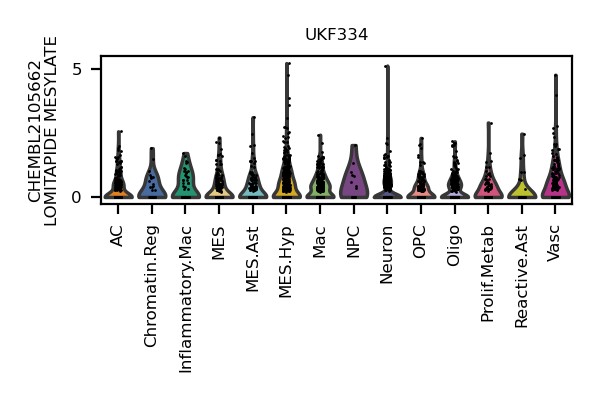 UKF334
CHEMBL2105662
LOMITAPIDE MESYLATE
5
0
AC
Chromatin.Reg
Inflammatory.Mac
MES
MES.Ast
MES.Hyp
Mac
NPC
Neuron
OPC
Oligo
Prolif.Metab
Reactive.Ast
Vasc